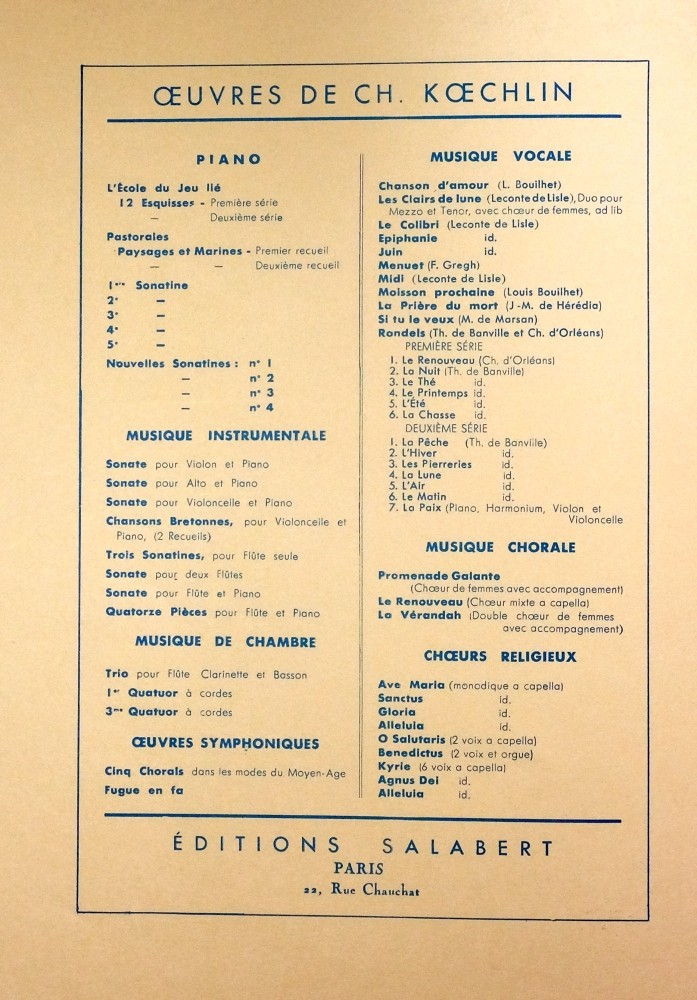 ŒUVRES DE CH. KŒCHLIN
PIANO
L'École du Jeu lié
12 Esquisses - Première série
— Deuxième série
Pastorales
Paysages et Marines - Premier recueil
— — Deuxième recueil
1ère Sonatine
2e —
3e —
4e —
5e —
Nouvelles Sonatines : n° 1
— n° 2
— n° 3
— n° 4
MUSIQUE INSTRUMENTALE
Sonate pour Violon et Piano
Sonate pour Alto et Piano
Sonate pour Violoncelle et Piano
Chansons Bretonnes, pour Violoncelle et
Piano, (2 Recueils)
Trois Sonatines, pour Flûte seule
Sonate pour deux Flûtes
Sonate pour Flûte et Piano
Quatorze Pièces pour Flûte et Piano
MUSIQUE DE CHAMBRE
Trio pour Flûte Clarinette et Basson
1er Quatuor à cordes
3me Quatuor à cordes
ŒUVRES SYMPHONIQUES
Cinq Chorals dans les modes du Moyen-Age
Fugue en fa
MUSIQUE VOCALE
Chanson d'amour (L. Bouilhet)
Les Clairs de lune (Leconte de Lisle), Duo pour
Mezzo et Tenor, avec chœur de femmes, ad lib
Le Colibri (Leconte de Lisle)
Epiphanie id.
Juin id.
Menuet (F. Gregh)
Midi (Leconte de Lisle)
Moisson prochaine (Louis Bouilhet)
La Prière du mort (J-M. de Hérédia)
Si tu le veux (M. de Marsan)
Rondels (Th. de Banville et Ch. d'Orléans)
PREMIÈRE SÉRIE
1. Le Renouveau (Ch. d'Orléans)
2. La Nuit (Th. de Banville)
3. Le Thé id.
4. Le Printemps id.
5. L'Été id.
6. La Chasse id.
DEUXIÈME SÉRIE
1. La Pêche (Th. de Banville)
2. L'Hiver id.
3. Les Pierreries id.
4. La Lune id.
5. L'Air id.
6. Le Matin id.
7. La Paix (Piano, Harmonium, Violon et
Violoncelle
MUSIQUE CHORALE
Promenade Galante
(Chœur de femmes avec accompagnement)
Le Renouveau (Chœur mixte a capella)
La Vérandah (Double chœur de femmes
avec accompagnement)
CHŒURS RELIGIEUX
Ave Maria (monodique a capella)
Sanctus id.
Gloria id.
Alleluia id.
O Salutaris (2 voix a capella)
Benedictus (2 voix et orgue)
Kyrie (6 voix a capella)
Agnus Dei id.
Alleluia id.
ÉDITIONS SALABERT
PARIS
22, Rue Chauchat